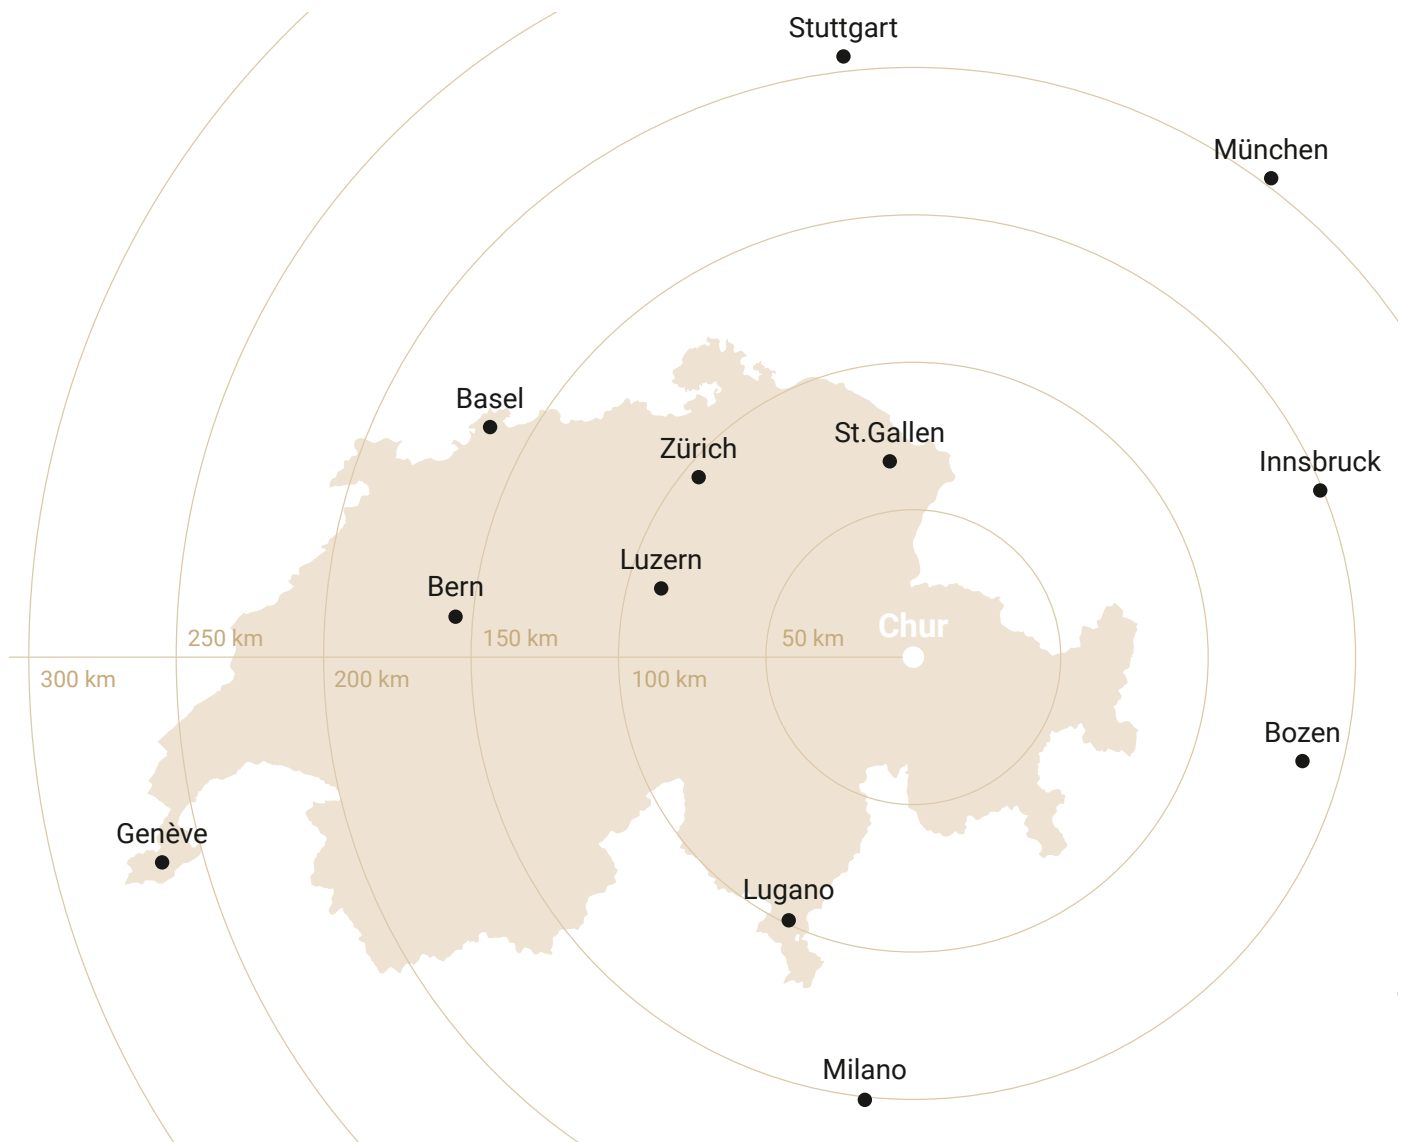 Stuttgart
München
Basel
Zürich
St.Gallen
Innsbruck
Luzern
Bern
Chur
250 km
150 km
50 km
300 km
200 km
100 km
Bozen
Genève
Lugano
Milano